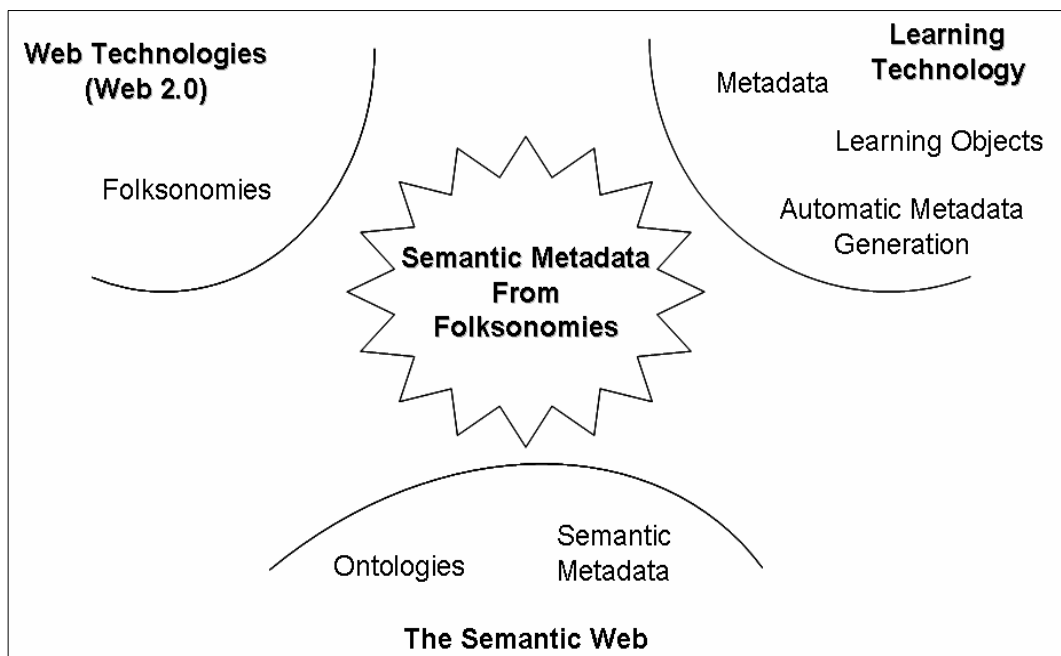 Web Technologies
(Web 2.0)
Folksonomies
Learning
Technology
Metadata
Learning Objects
Automatic Metadata
Generation
Semantic Metadata
From
Folksonomies
Ontologies
Semantic
Metadata
The Semantic Web